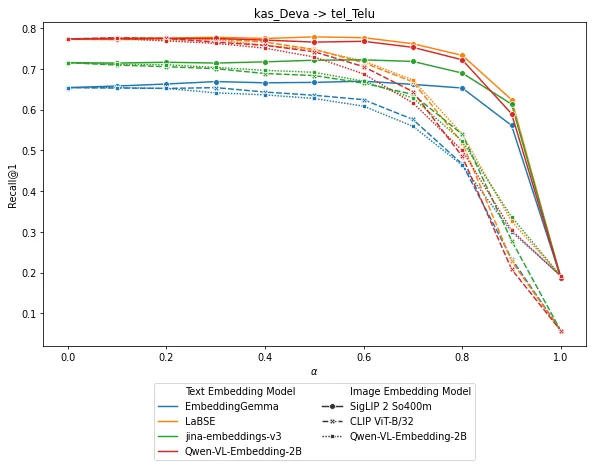 kas_Deva -> tel_Telu
Recall@1
0.8
0.7
0.6
0.5
0.4
0.3
0.2
0.1
0.0 0.2 0.4 0.6 0.8 1.0
α
Text Embedding Model Image Embedding Model
EmbeddingGemma SigLIP 2 So400m
LaBSE CLIP ViT-B/32
jina-embeddings-v3 Qwen-VL-Embedding-2B
Qwen-VL-Embedding-2B